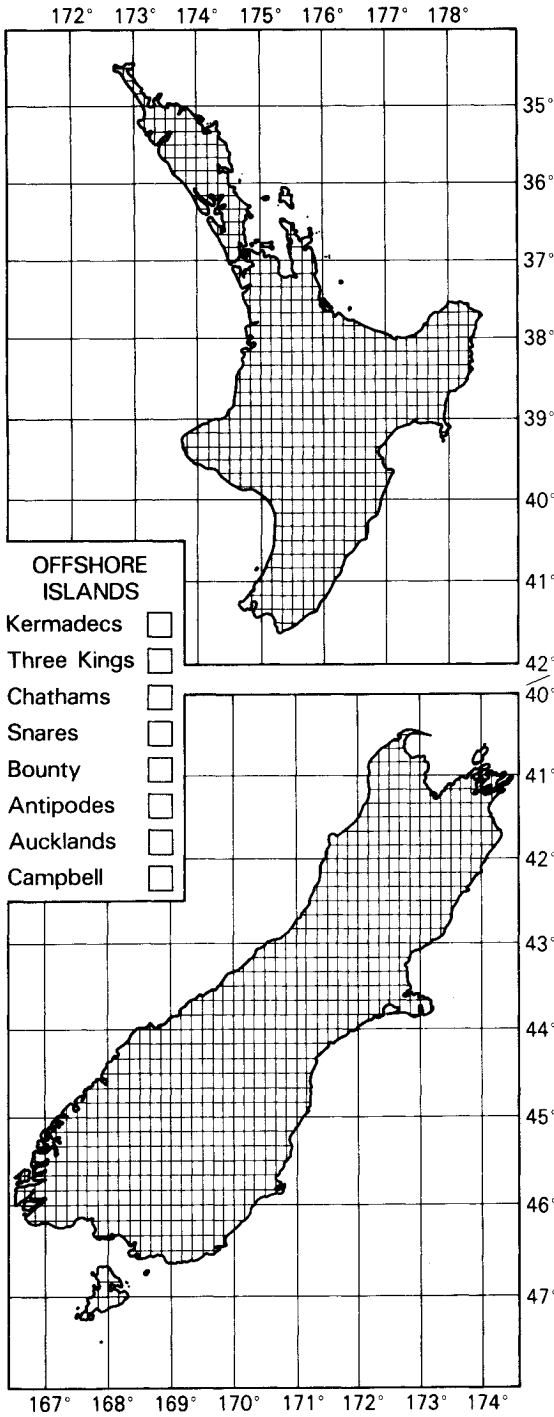 172° 173° 174° 175° 176° 177° 178°
35°
36°
37°
38°
39°
40°
41°
42°
OFFSHORE
ISLANDS
Kermadecs
Three Kings
Chathams
Snares
Bounty
Antipodes
Aucklands
Campbell
40°
41°
42°
43°
44°
45°
46°
47°
167° 168° 169° 170° 171° 172° 173° 174°